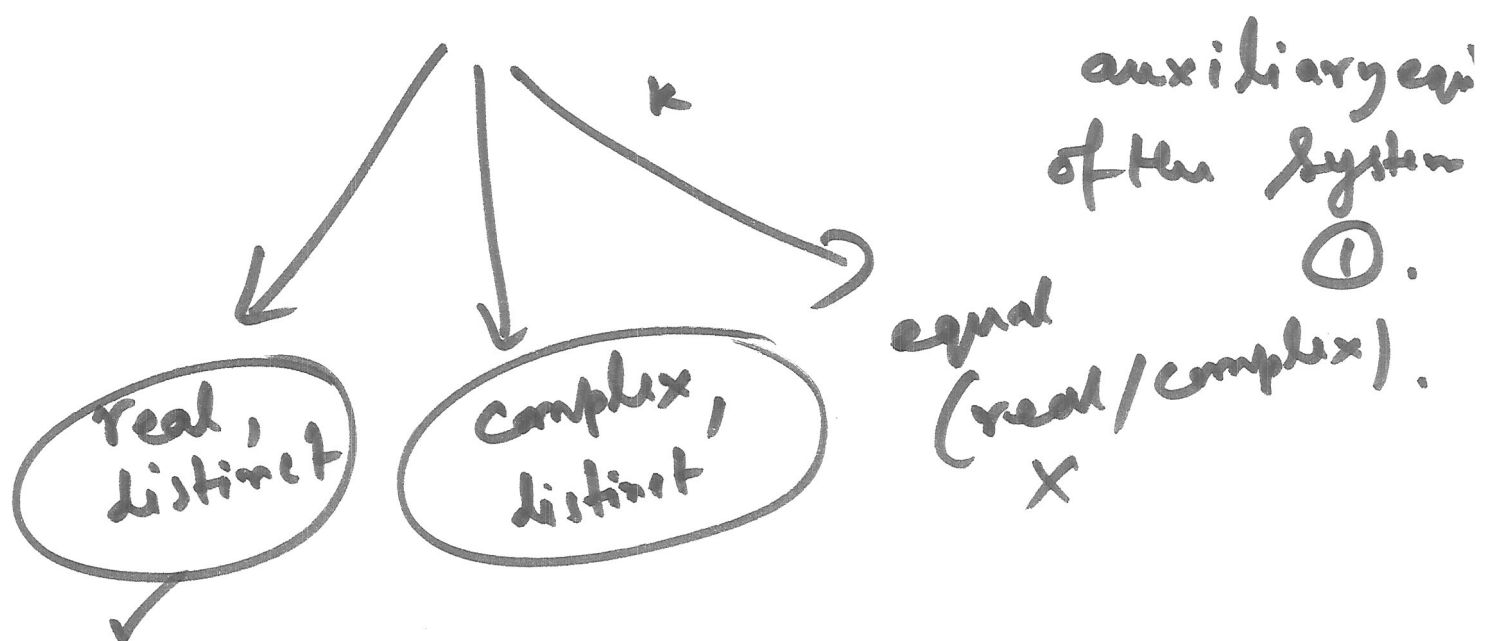 auxiliary eqn
of the system
①.
k
real,
distinct
complex,
distinct
equal
(real/complex).
X
✓